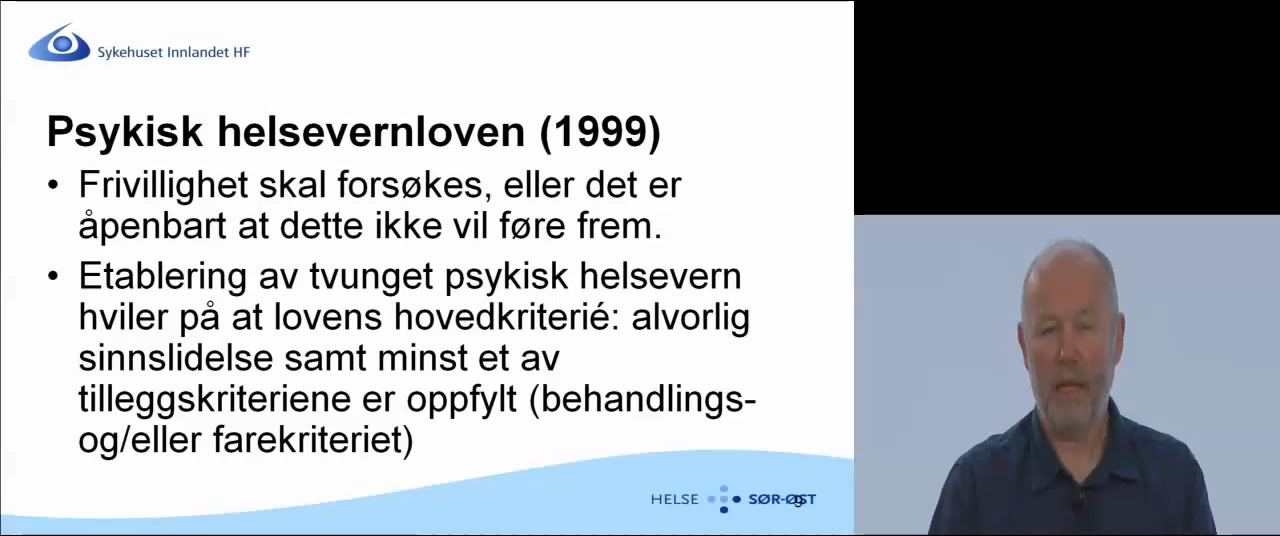 Sykehuset Innlandet HF
Psykisk helsevernloven (1999)
• Frivillighet skal forsøkes, eller det er
åpenbart at dette ikke vil føre frem.
• Etablering av tvunget psykisk helsevern
hviler på at lovens hovedkriterié: alvorlig
sinnslidelse samt minst et av
tilleggskriteriene er oppfylt (behandlings-
og/eller farekriteriet)
HELSE SØR-ØST
9